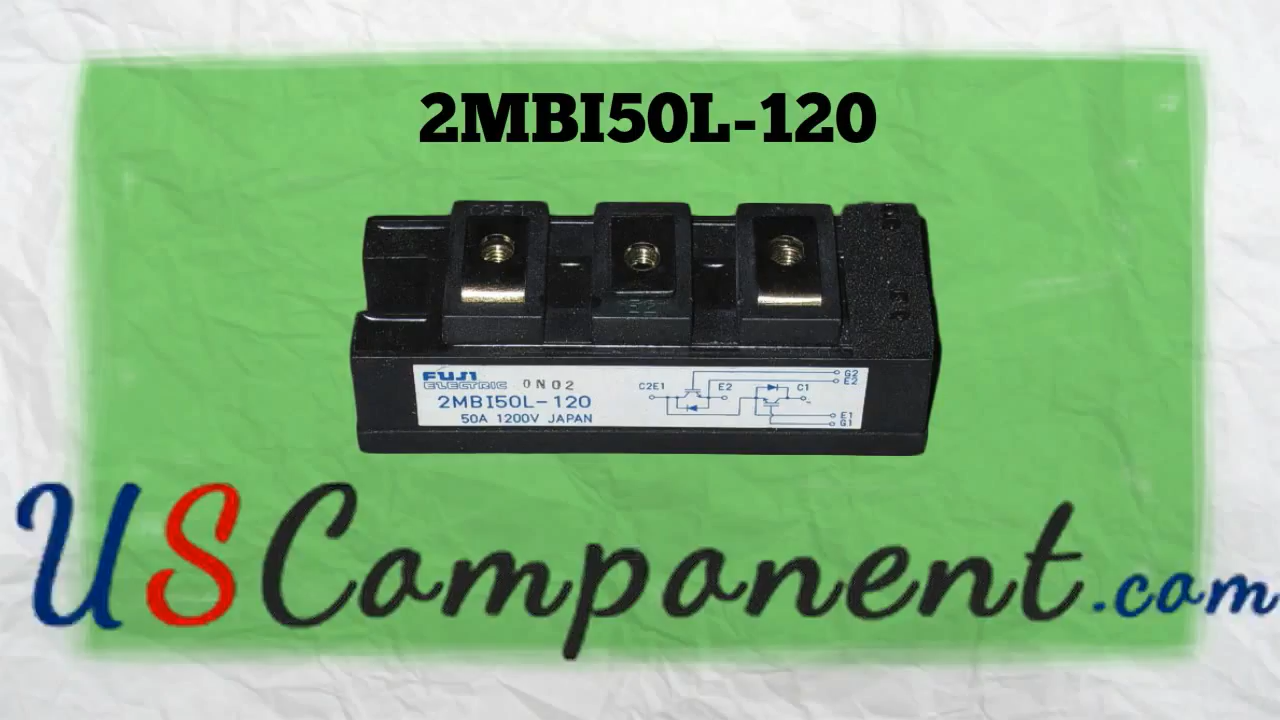 2MBI50L-120
C2E1
E2
FUJI
ELECTRIC 0N02
2MBI50L-120
50A 1200V JAPAN
C2E1 E2 C1
G2
E2
E1
G1
USComponent.com